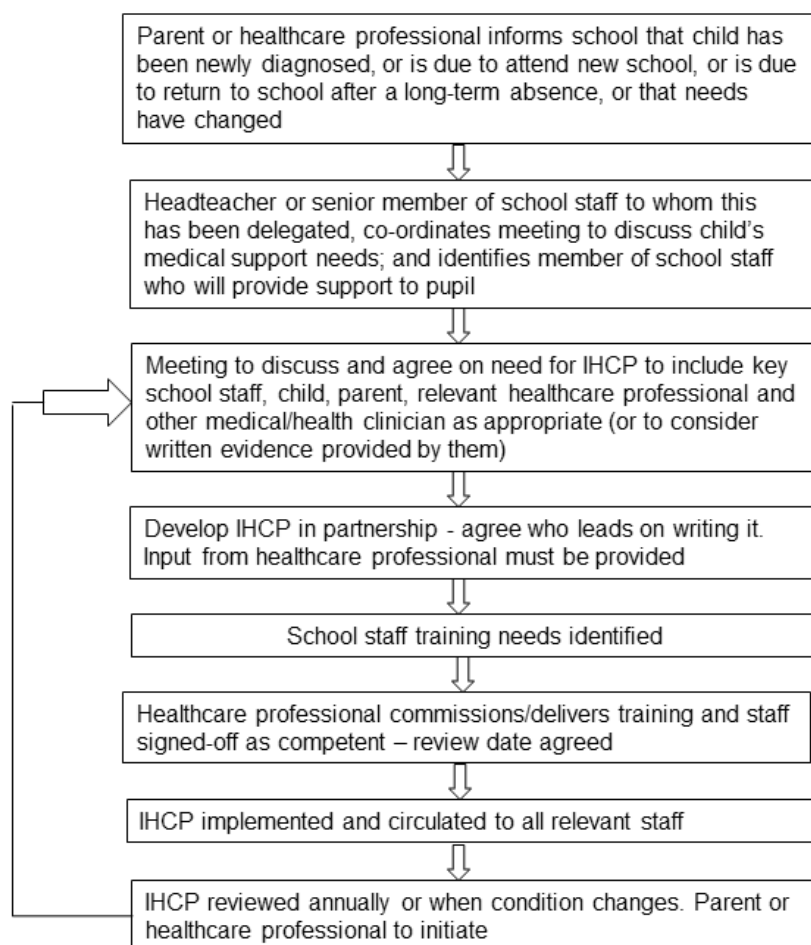 Parent or healthcare professional informs school that child has
been newly diagnosed, or is due to attend new school, or is due
to return to school after a long-term absence, or that needs
have changed
Headteacher or senior member of school staff to whom this
has been delegated, co-ordinates meeting to discuss child's
medical support needs; and identifies member of school staff
who will provide support to pupil
Meeting to discuss and agree on need for IHCP to include key
school staff, child, parent, relevant healthcare professional and
other medical/health clinician as appropriate (or to consider
written evidence provided by them)
Develop IHCP in partnership - agree who leads on writing it.
Input from healthcare professional must be provided
School staff training needs identified
Healthcare professional commissions/delivers training and staff
signed-off as competent – review date agreed
IHCP implemented and circulated to all relevant staff
IHCP reviewed annually or when condition changes. Parent or
healthcare professional to initiate